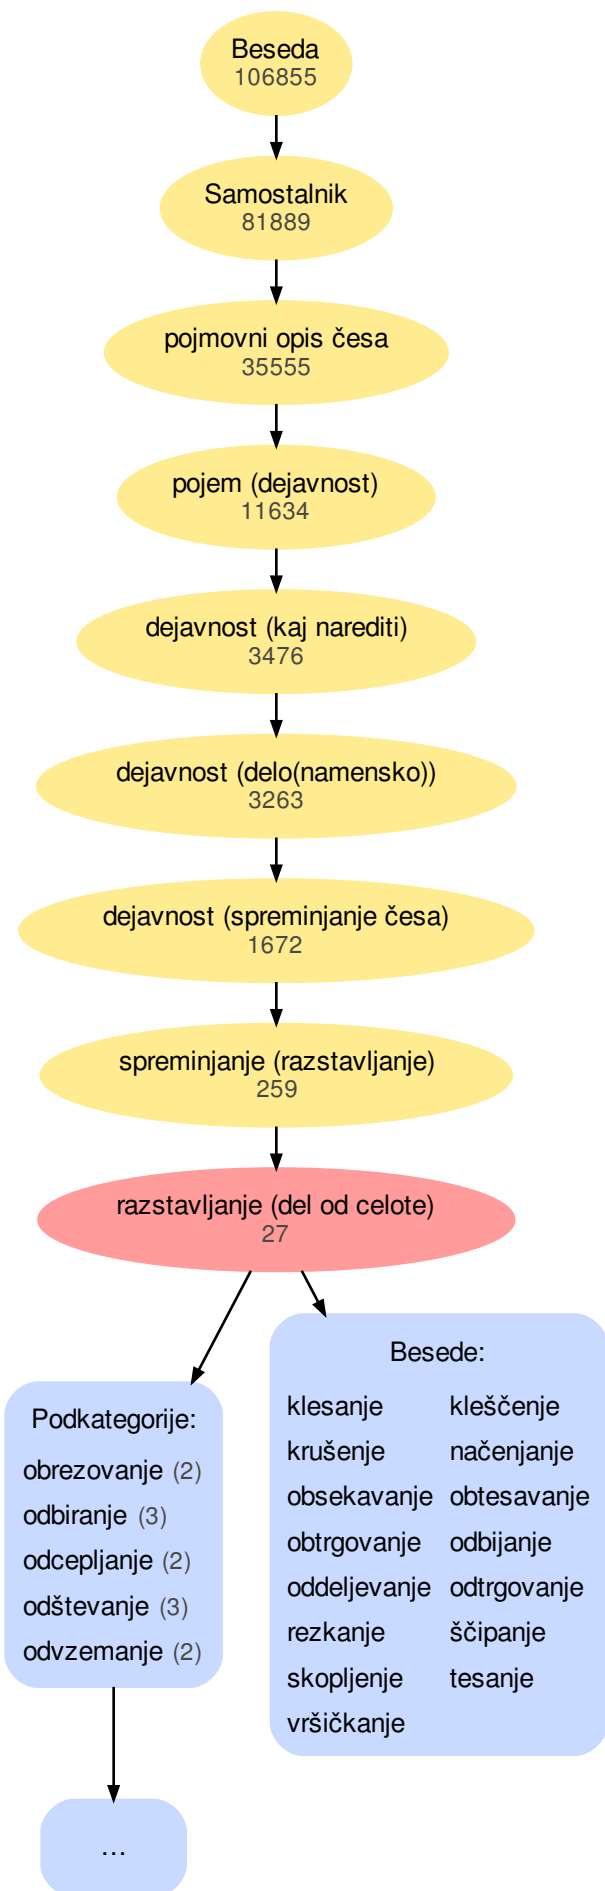 Beseda
106855
Samostalnik
81889
pojmovni opis česa
35555
pojem (dejavnost)
11634
dejavnost (kaj narediti)
3476
dejavnost (delo(namensko))
3263
dejavnost (spreminjanje česa)
1672
spreminjanje (razstavljanje)
259
razstavljanje (del od celote)
27
Podkategorije:
obrezovanje (2)
odbiranje (3)
odcepljanje (2)
odštevanje (3)
odvzemanje (2)
...
Besede:
klesanje kleščenje
krušenje načenjanje
obsekavanje obtesavanje
obtrgovanje odbijanje
oddeljevanje odtrgovanje
rezkanje ščipanje
skopljenje tesanje
vršičkanje